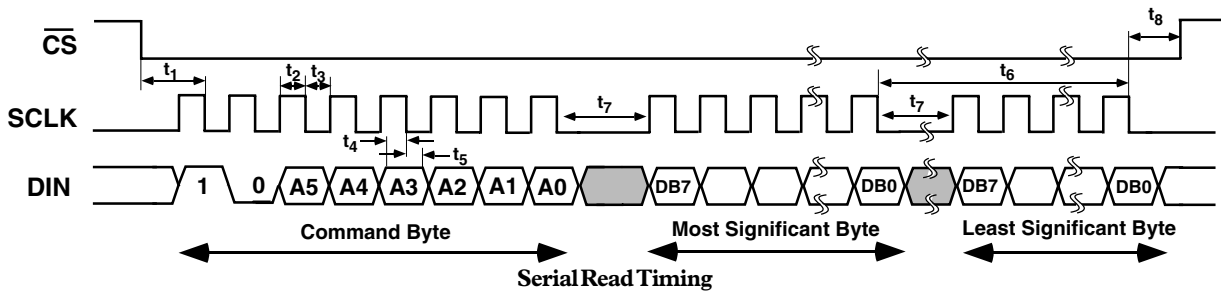 CS
t8
t1
t2 t3
t6
SCLK
t7
t7
t4
t5
DIN
1 0 A5 A4 A3 A2 A1 A0 DB7 DB0 DB7 DB0
Command Byte
Most Significant Byte
Least Significant Byte
Serial Read Timing